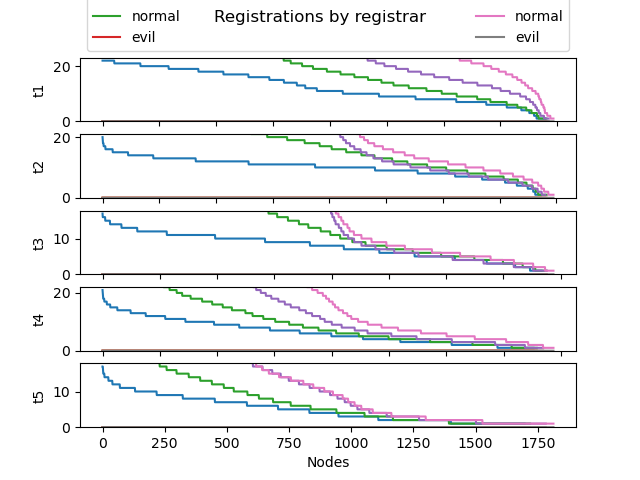 Registrations by registrar
normal normal
evil evil
t1
20
0
t2
20
0
t3
10
0
t4
20
0
t5
10
0
0 250 500 750 1000 1250 1500 1750
Nodes